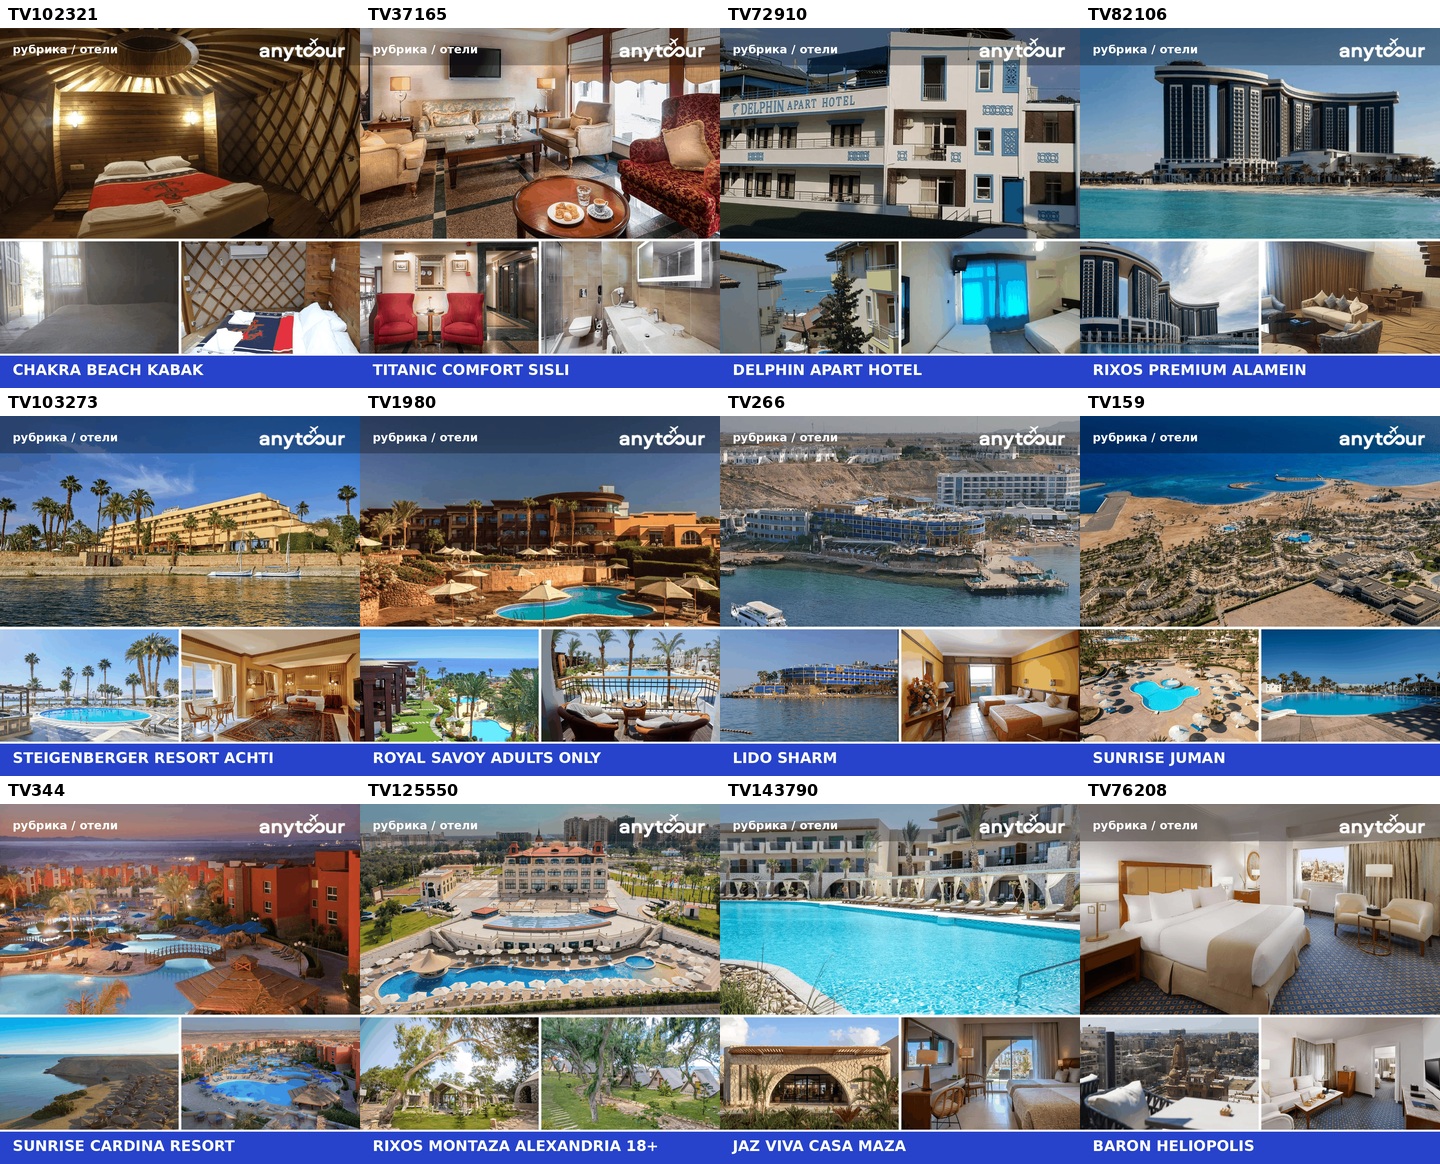 TV102321
TV37165
TV72910
TV82106
рубрика / отели
anytour
рубрика / отели
anytour
рубрика / отели
anytour
рубрика / отели
anytour
DELPHIN APART HOTEL
CHAKRA BEACH KABAK
TITANIC COMFORT SISLI
DELPHIN APART HOTEL
RIXOS PREMIUM ALAMEIN
TV103273
TV1980
TV266
TV159
рубрика / отели
anytour
рубрика / отели
anytour
рубрика / отели
anytour
рубрика / отели
anytour
STEIGENBERGER RESORT ACHTI
ROYAL SAVOY ADULTS ONLY
LIDO SHARM
SUNRISE JUMAN
TV344
TV125550
TV143790
TV76208
рубрика / отели
anytour
рубрика / отели
anytour
рубрика / отели
anytour
рубрика / отели
anytour
SUNRISE CARDINA RESORT
RIXOS MONTAZA ALEXANDRIA 18+
JAZ VIVA CASA MAZA
BARON HELIOPOLIS